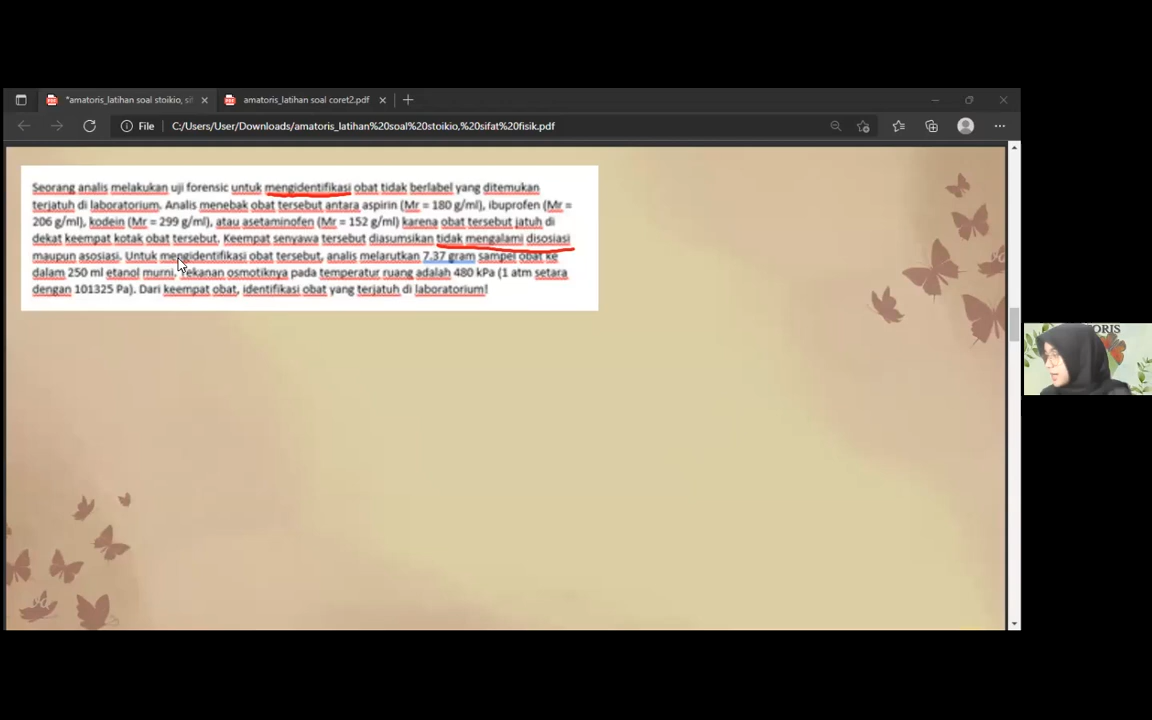 *amatoris_latihan soal stoikio, si
amatoris_latihan soal coret2.pdf
File
C:/Users/User/Downloads/amatoris_latihan%20soal%20stoikio,%20sifat%20fisik.pdf
Seorang analis melakukan uji forensic untuk mengidentifikasi obat tidak berlabel yang ditemukan
terjatuh di laboratorium. Analis menebak obat tersebut antara aspirin (Mr = 180 g/ml), ibuprofen (Mr =
206 g/ml), kodein (Mr = 299 g/ml), atau asetaminofen (Mr = 152 g/ml) karena obat tersebut jatuh di
dekat keempat kotak obat tersebut. Keempat senyawa tersebut diasumsikan tidak mengalami disosiasi
maupun asosiasi. Untuk mengidentifikasi obat tersebut, analis melarutkan 7.37 gram sampel obat ke
dalam 250 ml etanol murni. Tekanan osmotiknya pada temperatur ruang adalah 480 kPa (1 atm setara
dengan 101325 Pa). Dari keempat obat, identifikasi obat yang terjatuh di laboratorium!